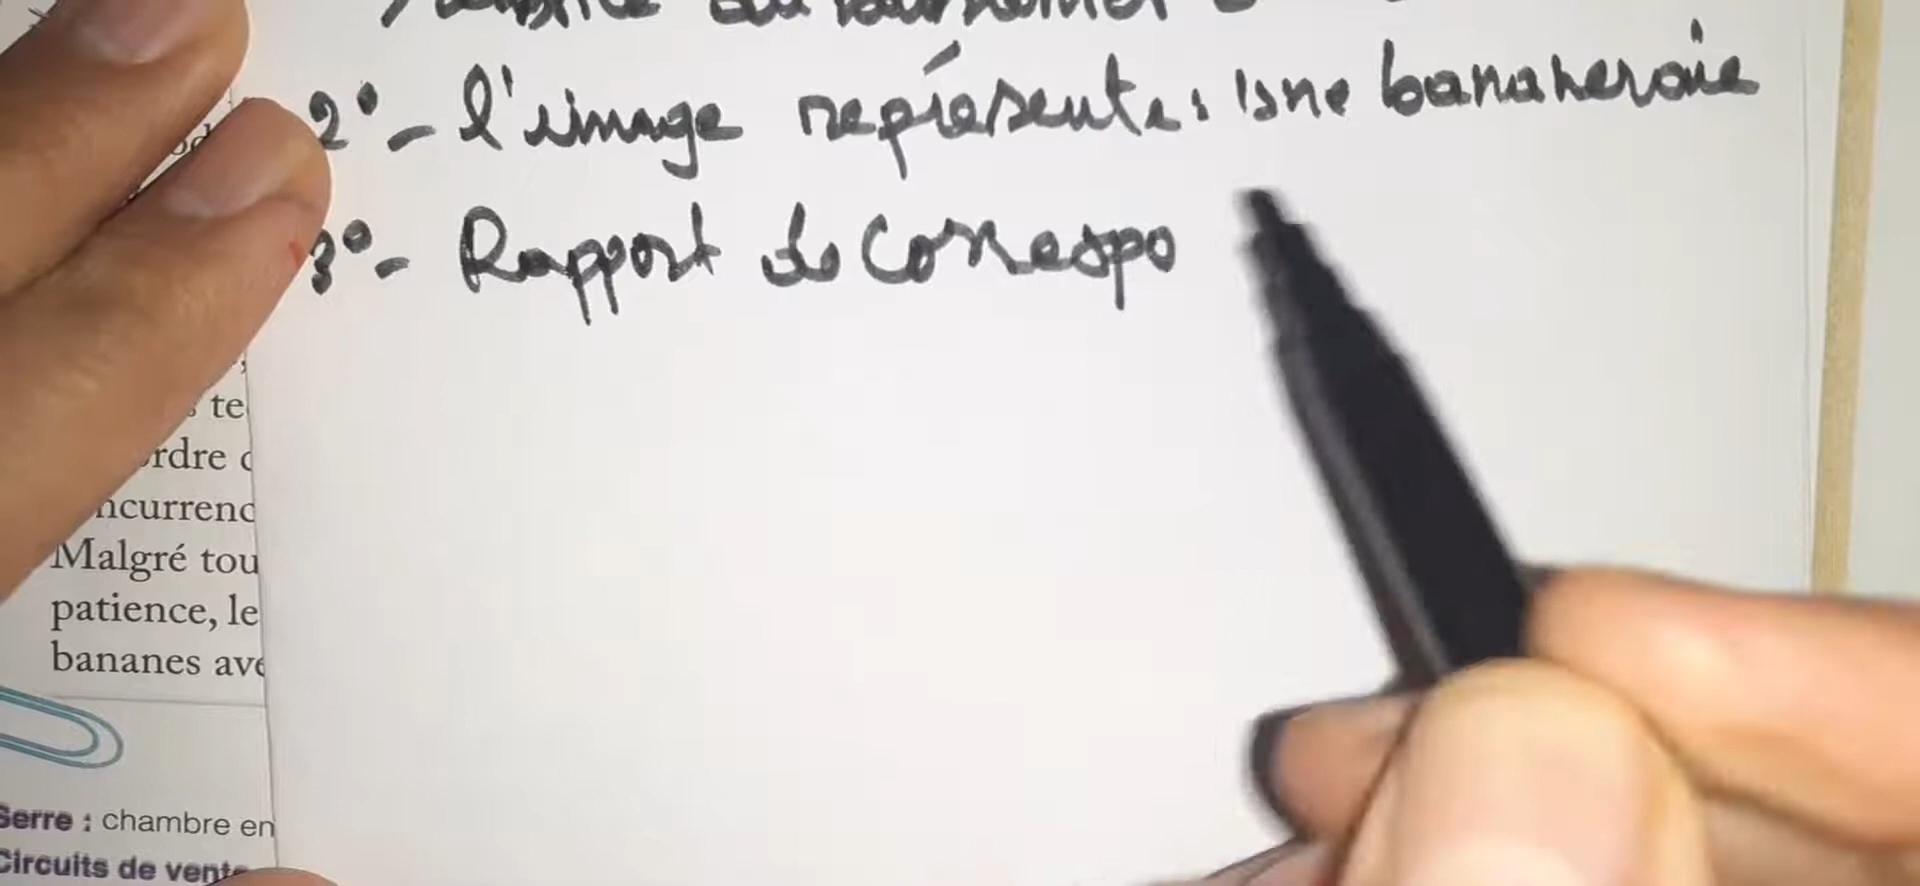 2° - l'image représente : Une bananeraie
3° - Rapport de Correspo
te
rdre c
ncurrenc
Malgré tou
patience, le
bananes ave
Serre : chambre en
Circuits de vente